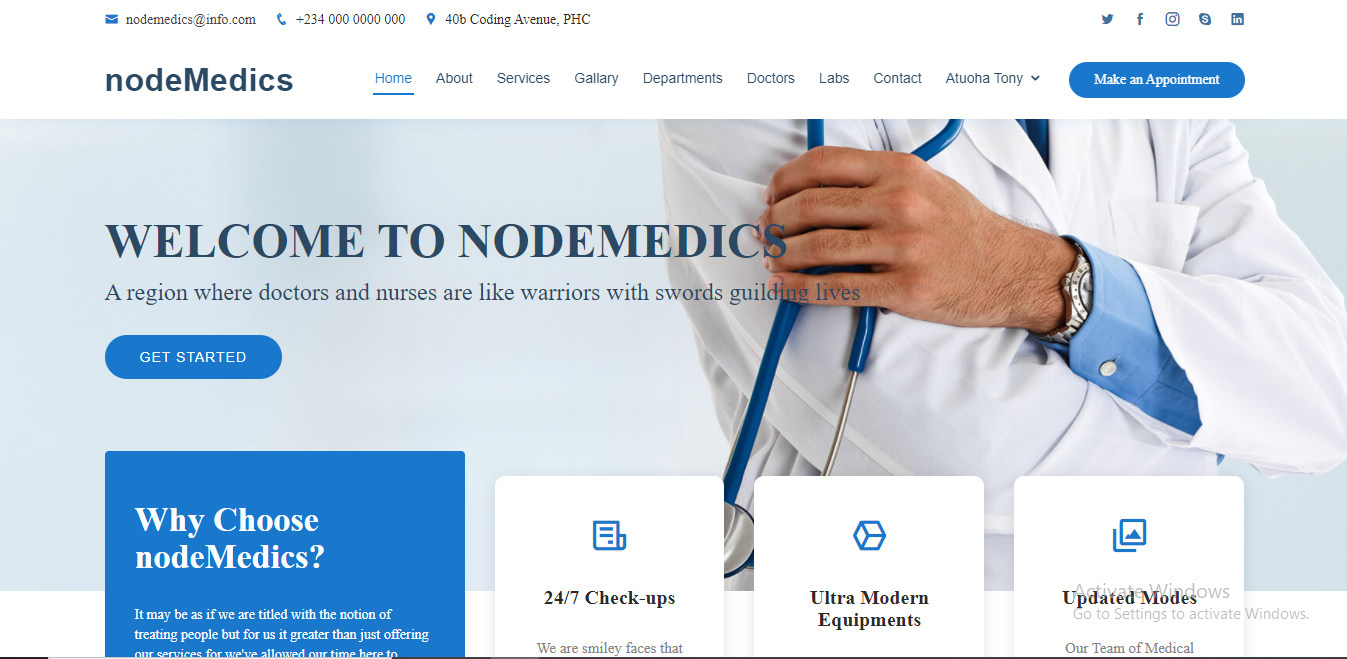 nodemedics@info.com +234 000 0000 000 40b Coding Avenue, PHC
nodeMedics
Home About Services Gallary Departments Doctors Labs Contact Atuoha Tony
Make an Appointment
WELCOME TO NODEMEDICS
A region where doctors and nurses are like warriors with swords guilding lives
GET STARTED
Why Choose
nodeMedics?
It may be as if we are titled with the notion of
treating people but for us it greater than just offering
our services for we've allowed our time here to
24/7 Check-ups
We are smiley faces that
Ultra Modern
Equipments
Updated Modes
Our Team of Medical
Activate Windows
Go to Settings to activate Windows.